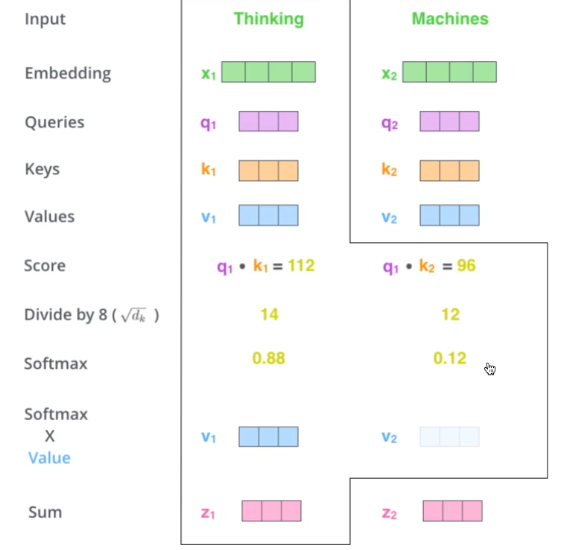 Input Thinking Machines
Embedding x₁ x₂
Queries q₁ q₂
Keys k₁ k₂
Values v₁ v₂
Score q₁ • k₁ = 112 q₁ • k₂ = 96
Divide by 8 ( √dₖ ) 14 12
Softmax 0.88 0.12
Softmax
X
Value
v₁ v₂
Sum z₁ z₂